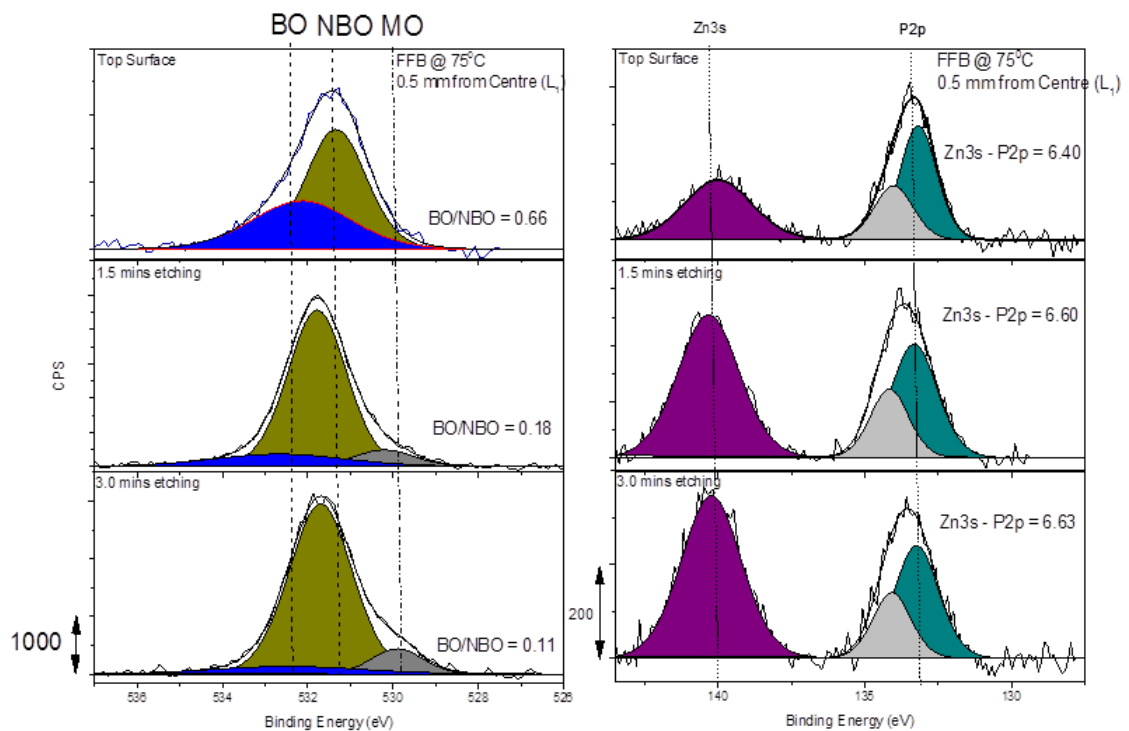 BO NBO MO
Top Surface
FFB @ 75⁰C
0.5 mm from Centre (L₁)
BO/NBO = 0.66
1.5 mins etching
BO/NBO = 0.18
3.0 mins etching
BO/NBO = 0.11
CPS
1000
536
534
532
530
528
526
Binding Energy (eV)
Zn3s
P2p
Top Surface
FFB @ 75⁰C
0.5 mm from Centre (L₁)
Zn3s - P2p = 6.40
1.5 mins etching
Zn3s - P2p = 6.60
3.0 mins etching
Zn3s - P2p = 6.63
200
140
135
130
Binding Energy (eV)